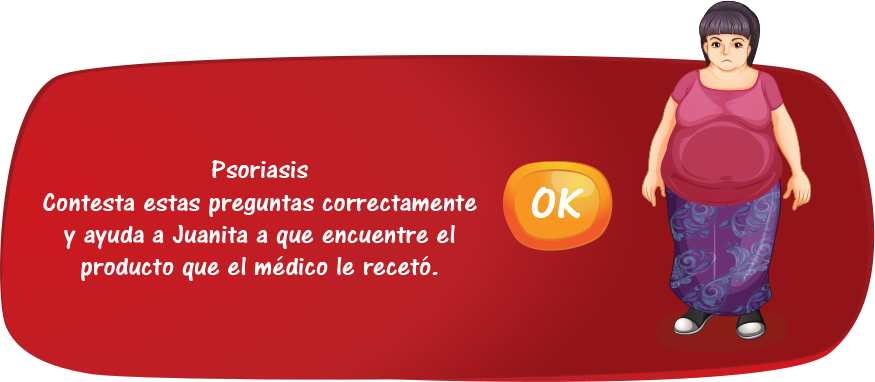 Psoriasis
Contesta estas preguntas correctamente
y ayuda a Juanita a que encuentre el
producto que el médico le recetó.
OK